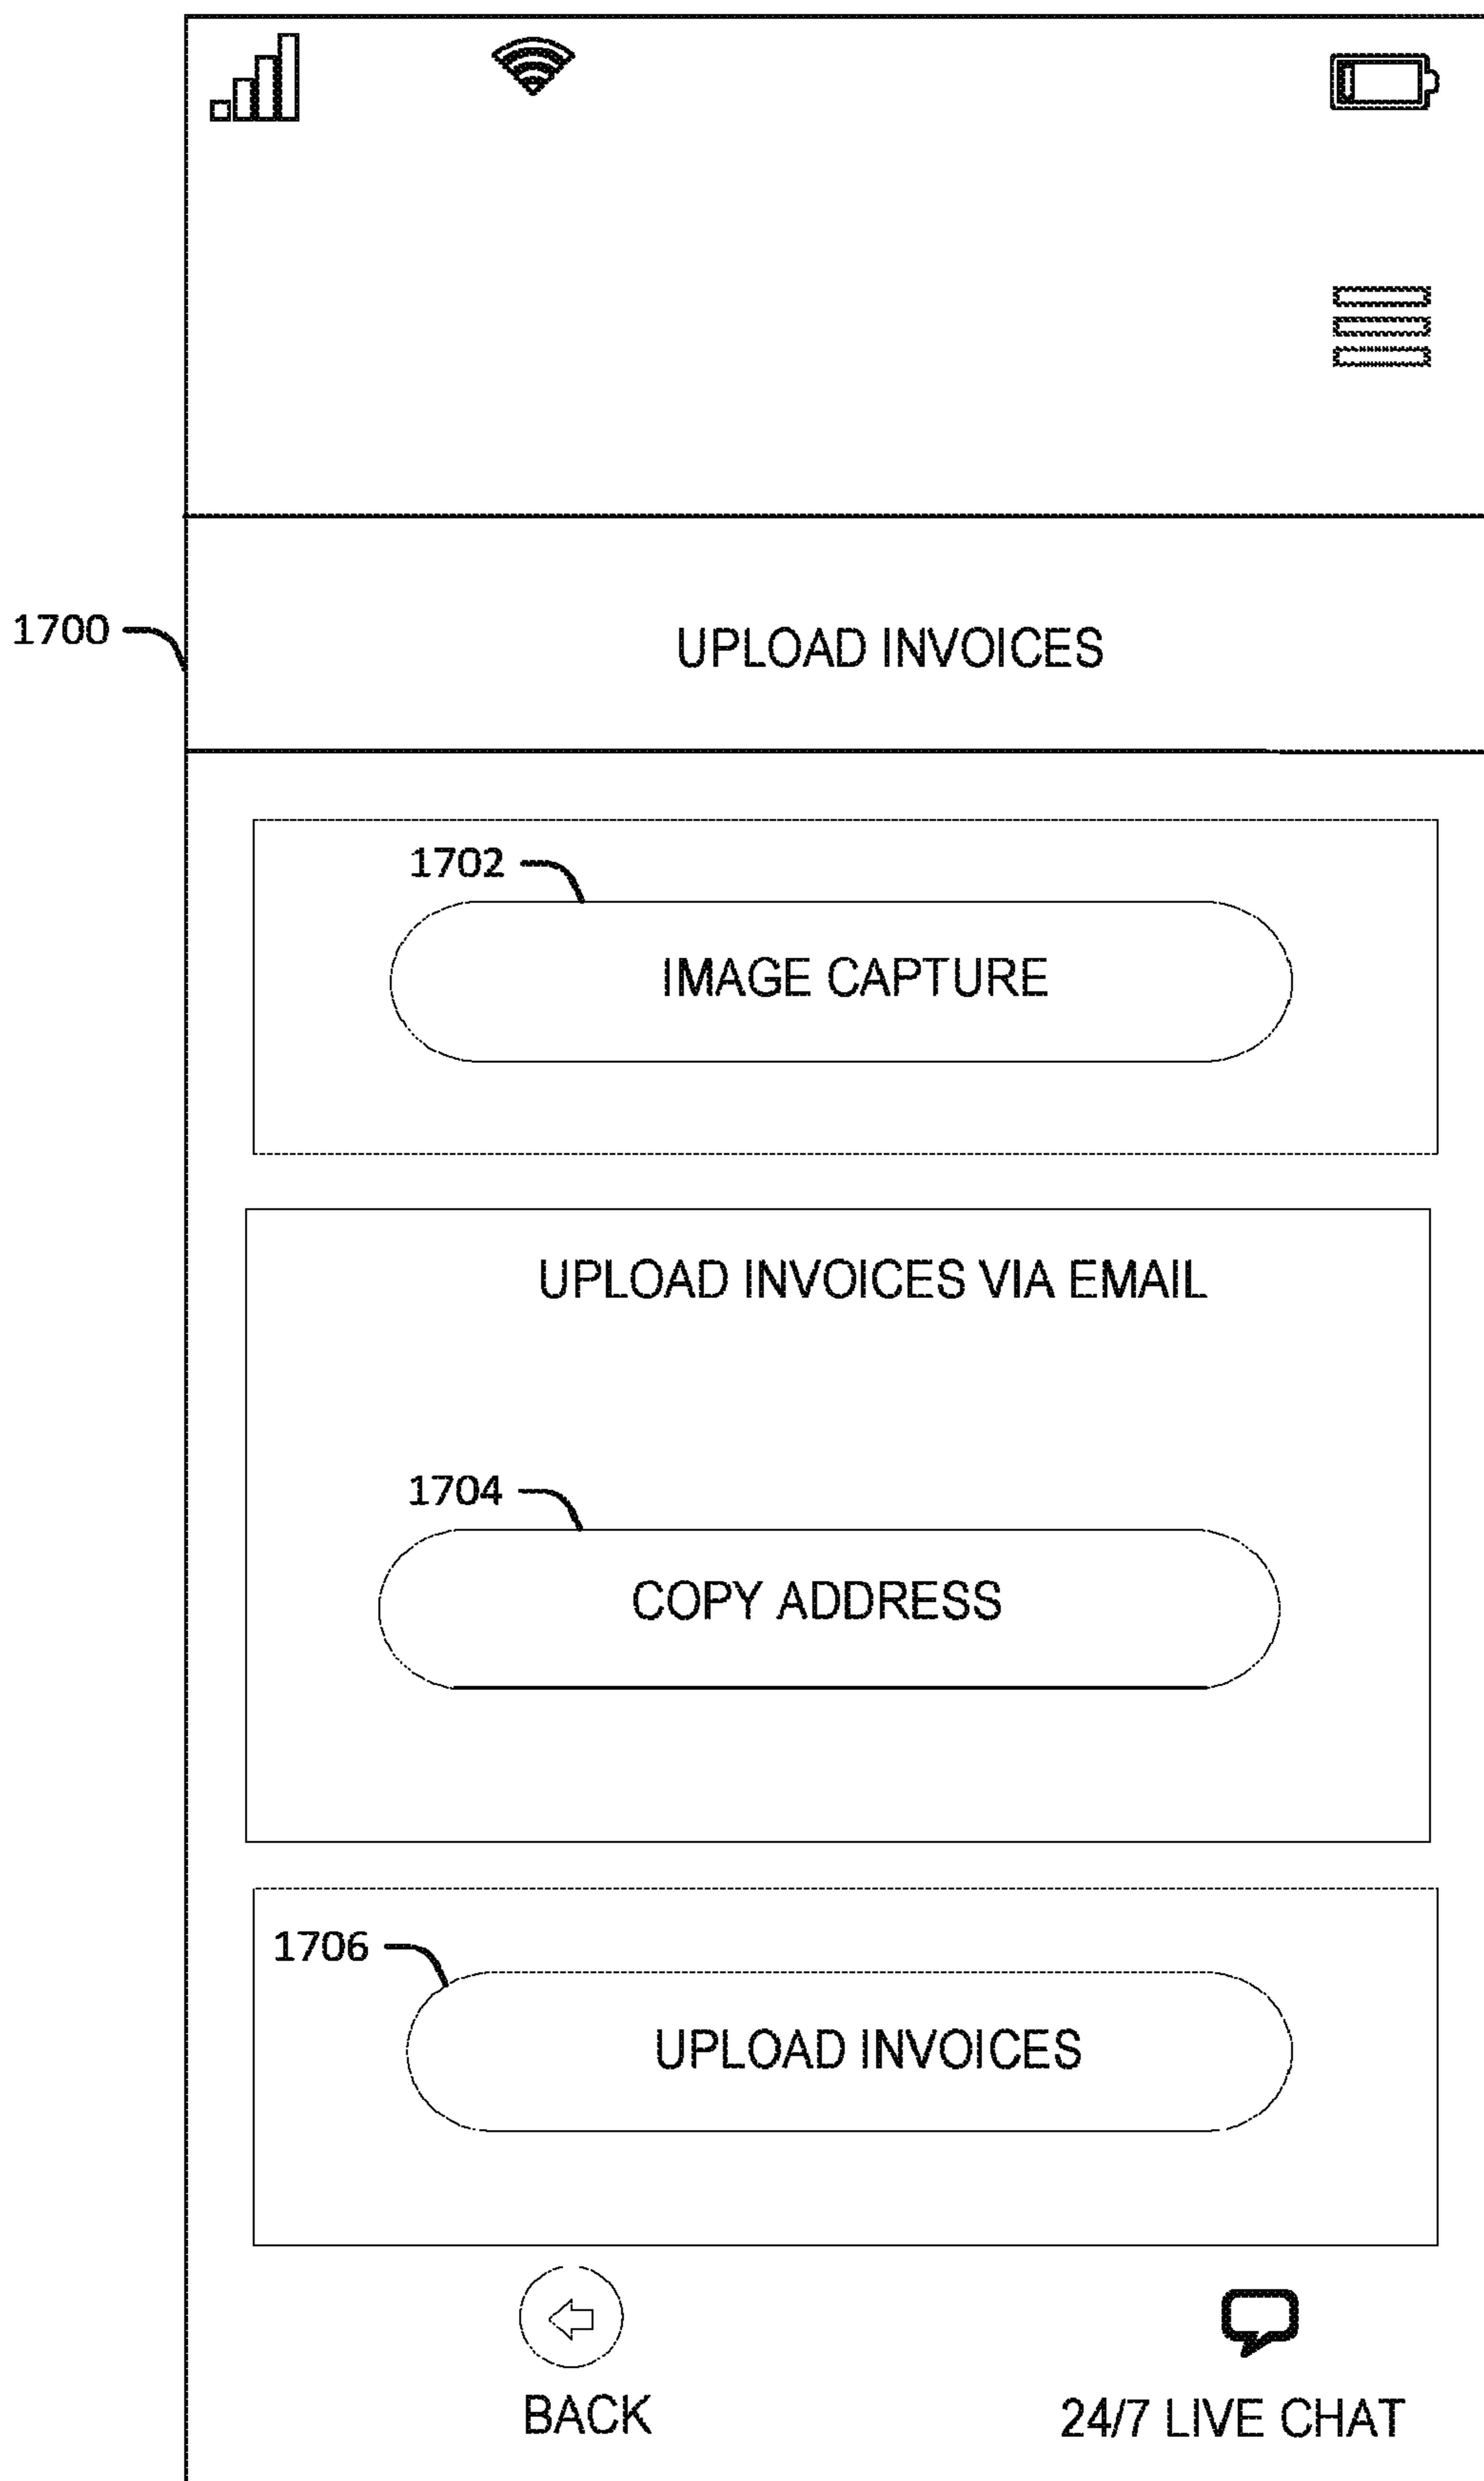 1700
UPLOAD INVOICES
1702
IMAGE CAPTURE
UPLOAD INVOICES VIA EMAIL
1704
COPY ADDRESS
1706
UPLOAD INVOICES
BACK
24/7 LIVE CHAT